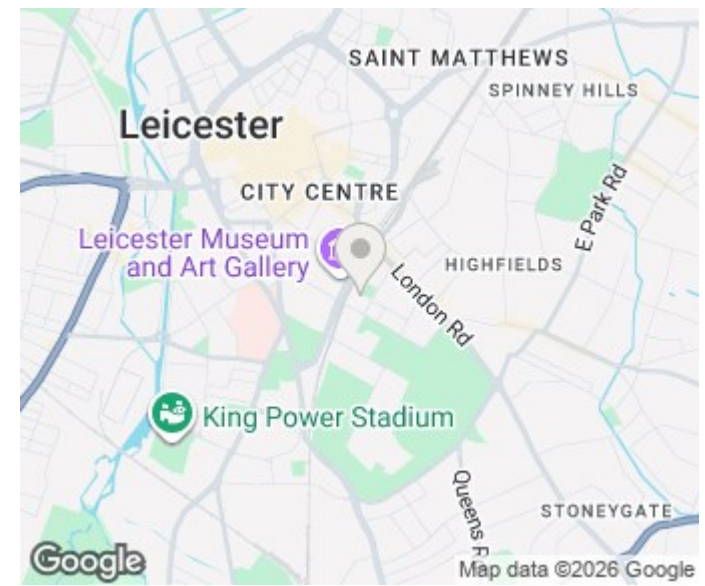 SAINT MATTHEWS
SPINNEY HILLS
Leicester
CITY CENTRE
E Park Rd
Leicester Museum
and Art Gallery
HIGHFIELDS
London Rd
King Power Stadium
Queens R
STONEYGATE
Google
Map data ©2026 Google